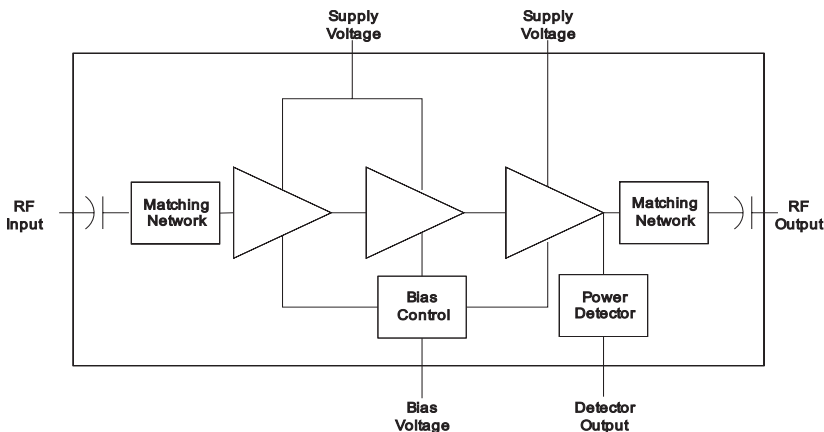 Supply
Voltage
Supply
Voltage
RF
Input
Matching
Network
Matching
Network
RF
Output
Bias
Control
Power
Detector
Bias
Voltage
Detector
Output